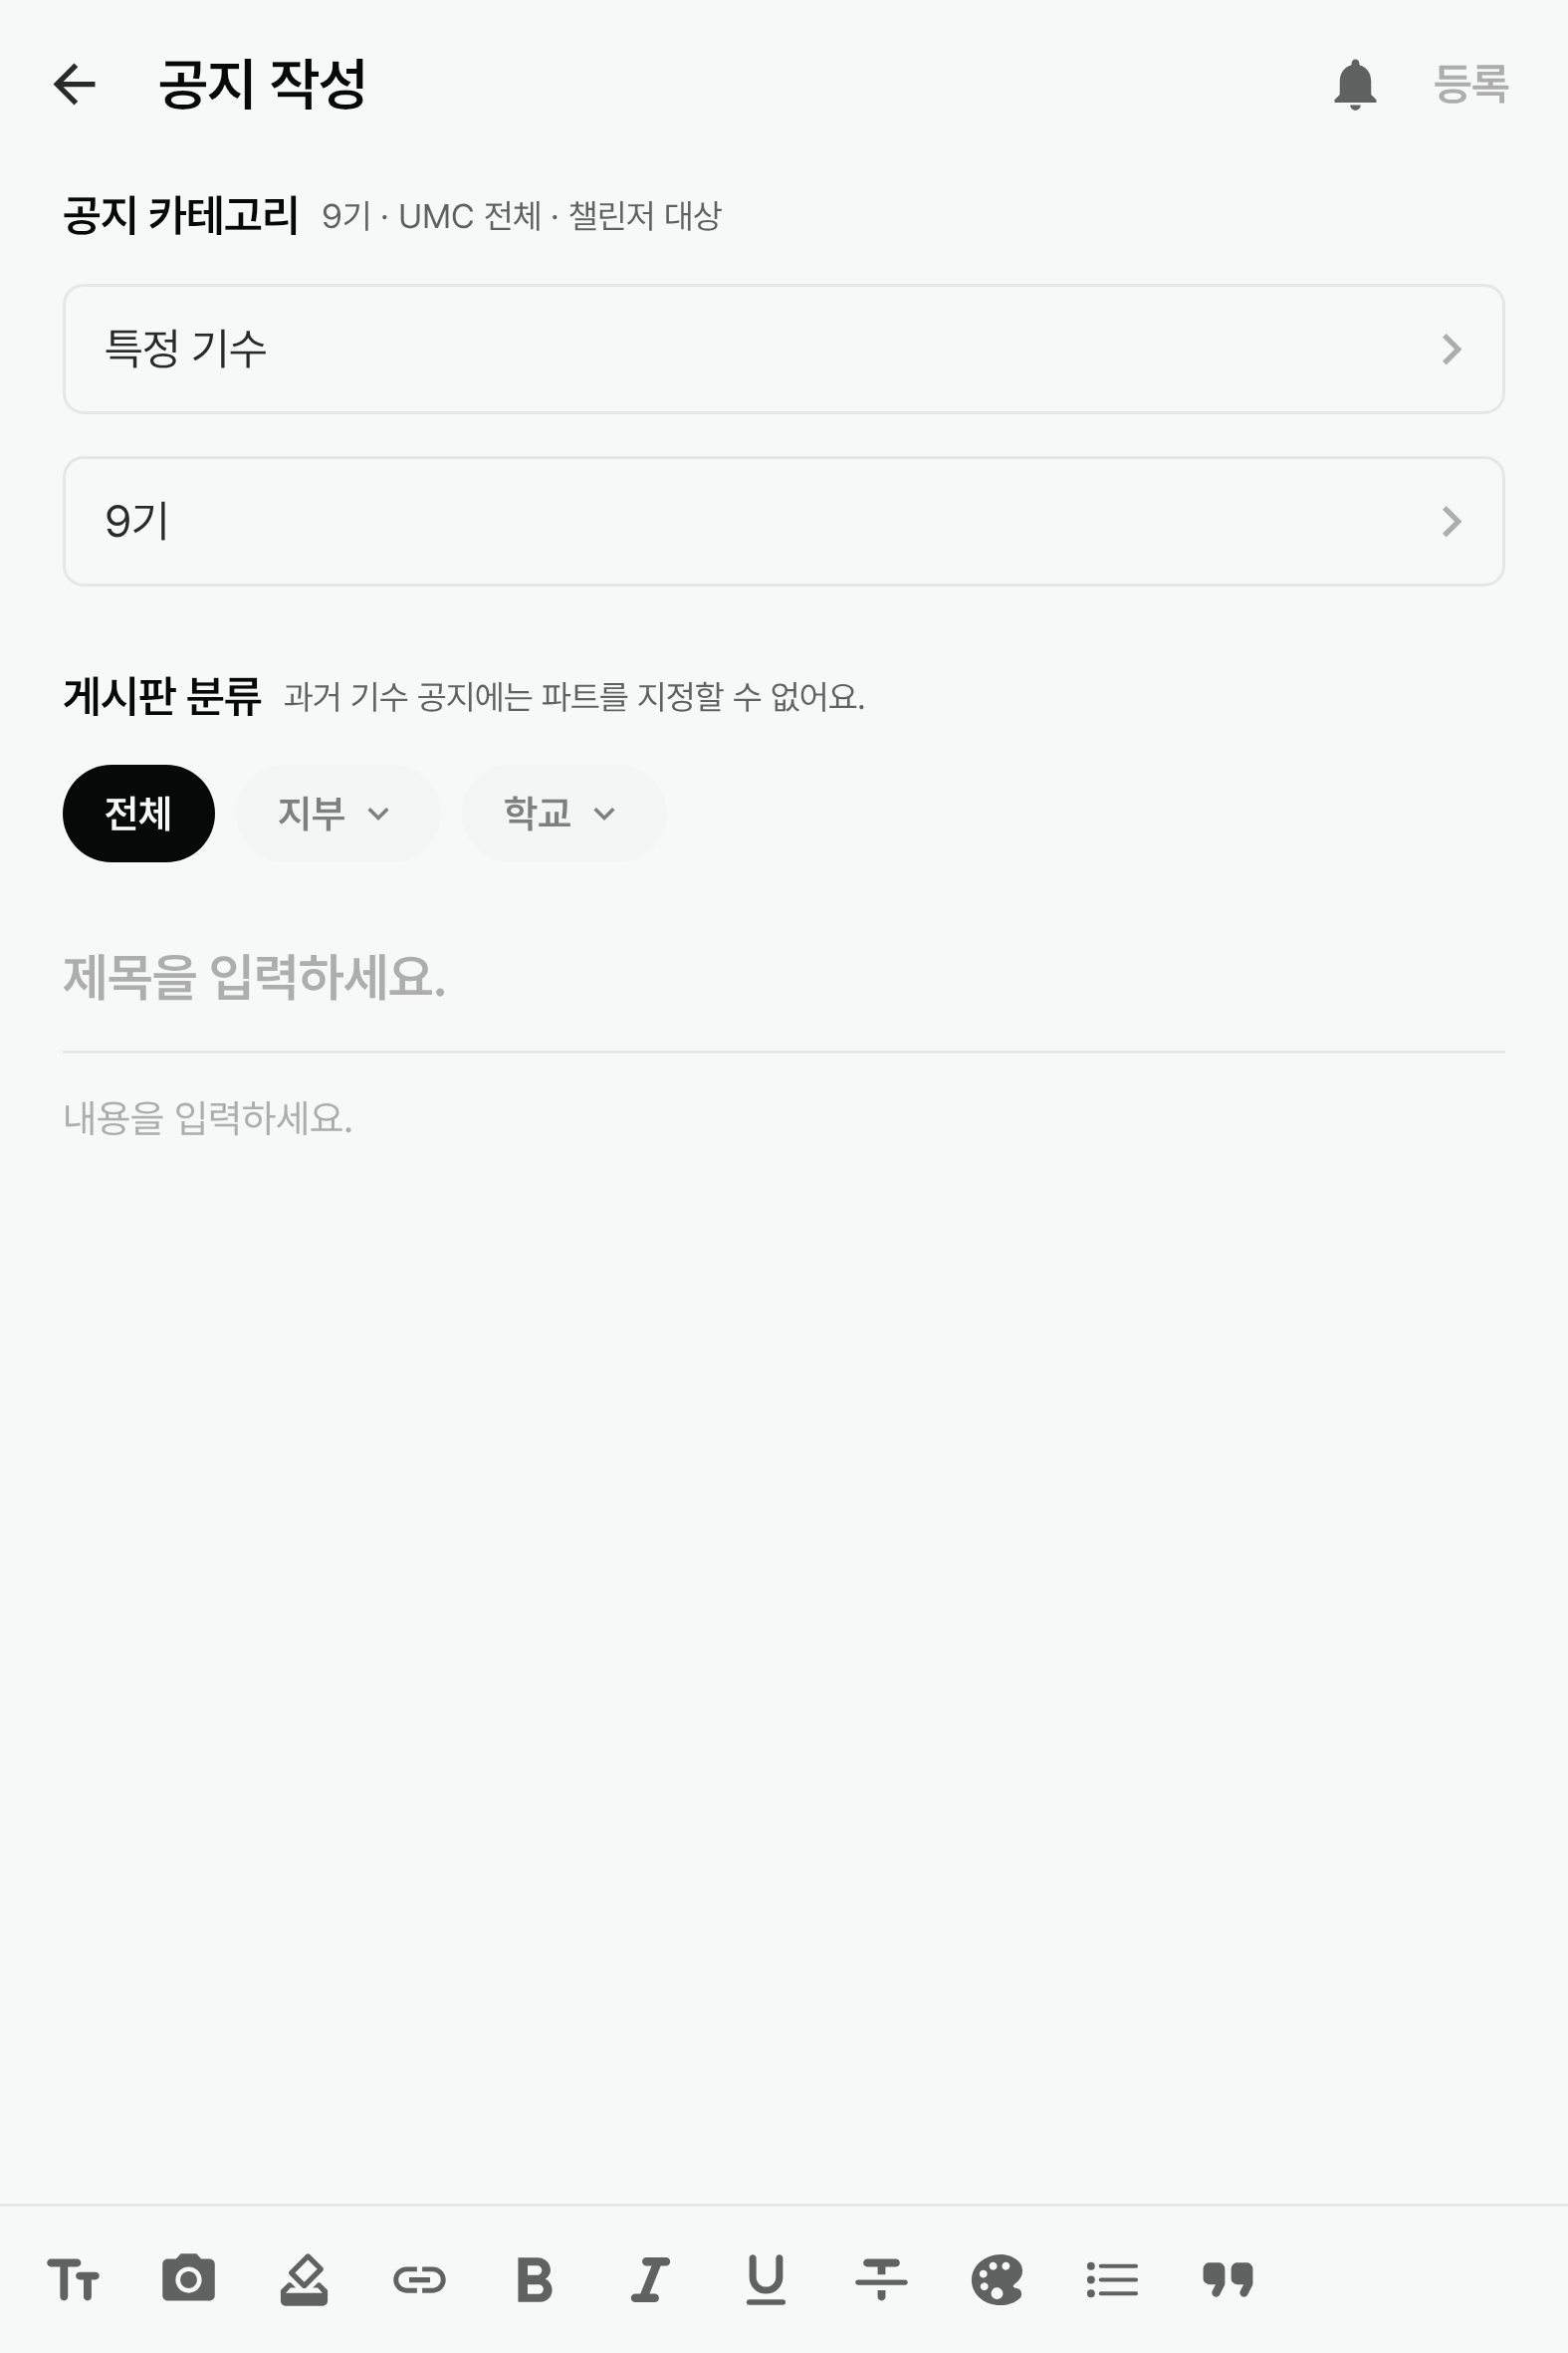 공지 작성
등록
공지 카테고리 9기 · UMC 전체 · 챌린저 대상
특정 기수
9기
게시판 분류 과거 기수 공지에는 파트를 지정할 수 없어요.
전체 지부 학교
제목을 입력하세요.
내용을 입력하세요.